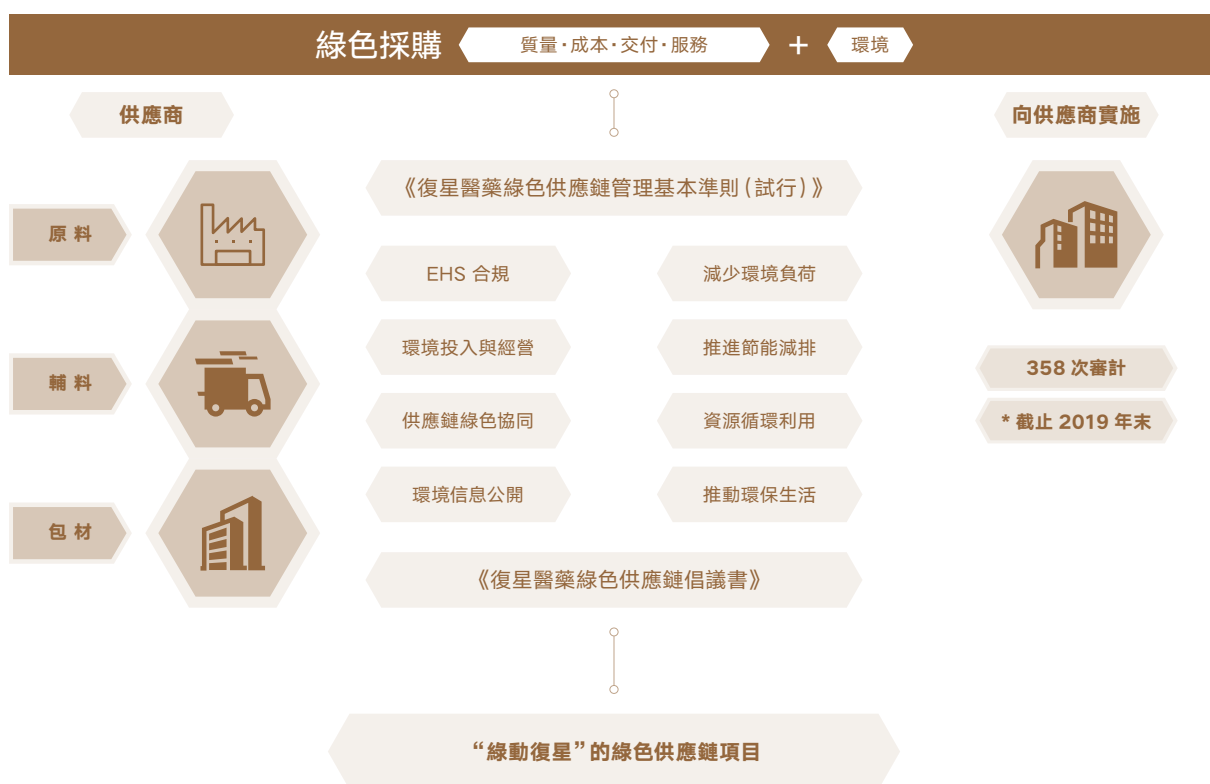 綠色採購 質量·成本·交付·服務 + 環境
供應商
原料
輔料
包材
《復星醫藥綠色供應鏈管理基本準則(試行)》
EHS 合規
減少環境負荷
環境投入與經營
推進節能減排
供應鏈綠色協同
資源循環利用
環境信息公開
推動環保生活
《復星醫藥綠色供應鏈倡議書》
向供應商實施
358 次審計
* 截止 2019 年末
“綠動復星”的綠色供應鏈項目